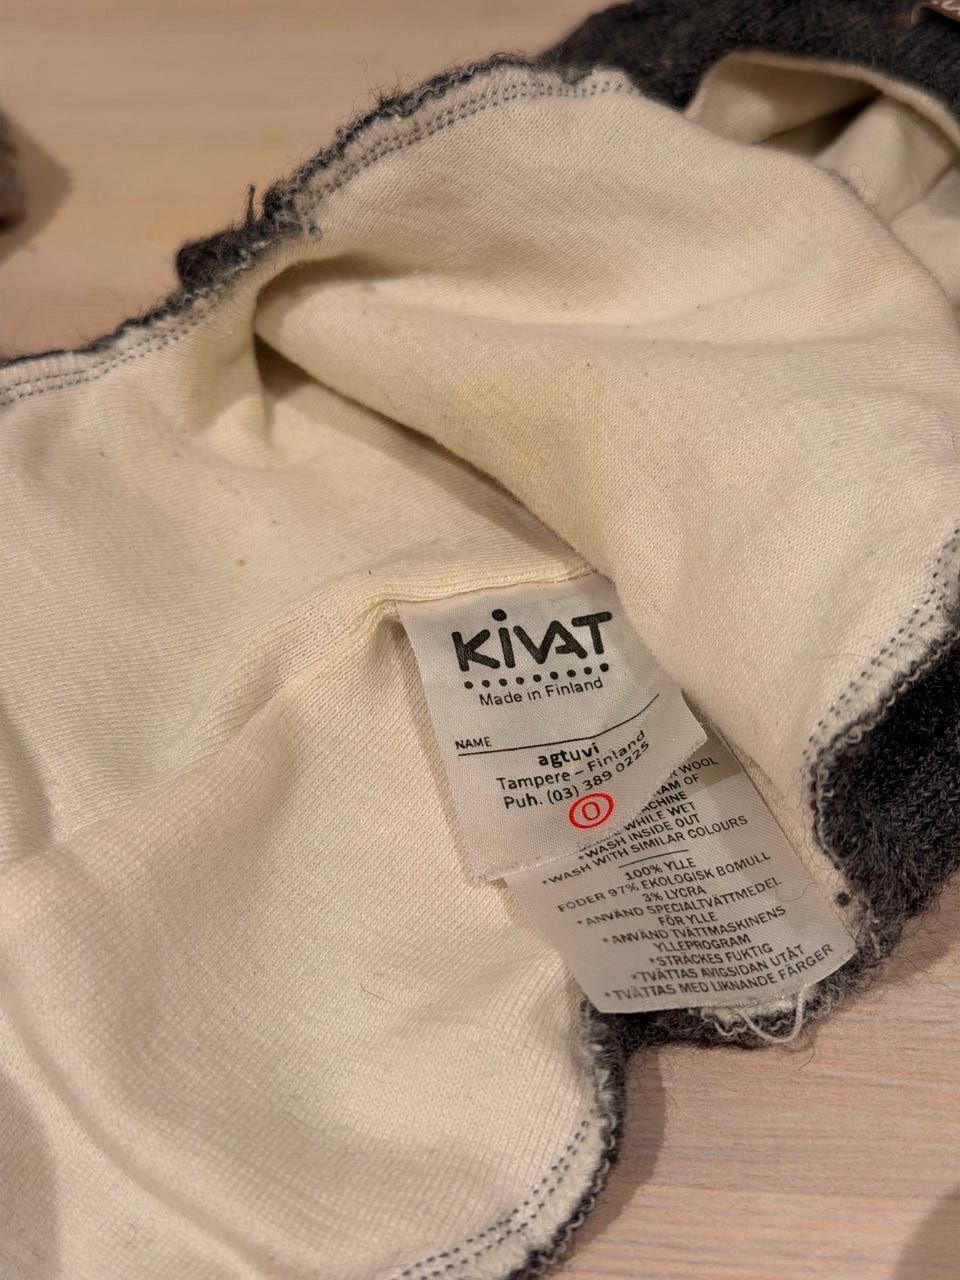 KiVAT
Made in Finland
NAME
agtuvi
Tampere – Finland
Puh. (03) 389 0225
0
WOOL
WHILE WET
*WASH INSIDE OUT
*WASH WITH SIMILAR COLOURS
100% YLLE
FODER 97% EKOLOGISK BOMULL
3% LYCRA
*ANVÄND SPECIALTVÄTTMEDEL
FÖR YLLE
*ANVÄND TVÄTTMASKINENS
YLLEPROGRAM
*STRÄCKES FUKTIG
*TVÄTTAS AVIGSIDAN UTÅT
*TVÄTTAS MED LIKNANDE FÄRGER